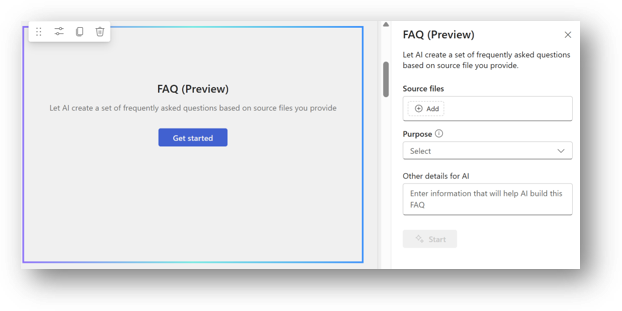 FAQ (Preview)
Let AI create a set of frequently asked questions based on source files you provide
Get started
FAQ (Preview)
Let AI create a set of frequently asked questions
based on source file you provide.
Source files
Add
Purpose
Select
Other details for AI
Enter information that will help AI build this
FAQ
Start